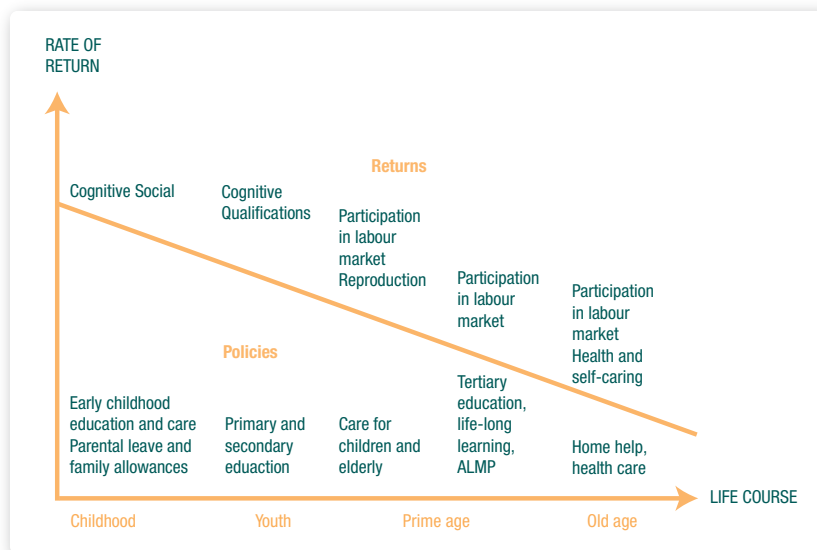 RATE OF
RETURN
Returns
Cognitive Social
Cognitive
Qualifications
Participation
in labour
market
Reproduction
Participation
in labour
market
Participation
in labour
market
Health and
self-caring
Policies
Early childhood
education and care
Parental leave and
family allowances
Primary and
secondary
eduaction
Care for
children and
elderly
Tertiary
education,
life-long
learning,
ALMP
Home help,
health care
LIFE COURSE
Childhood
Youth
Prime age
Old age